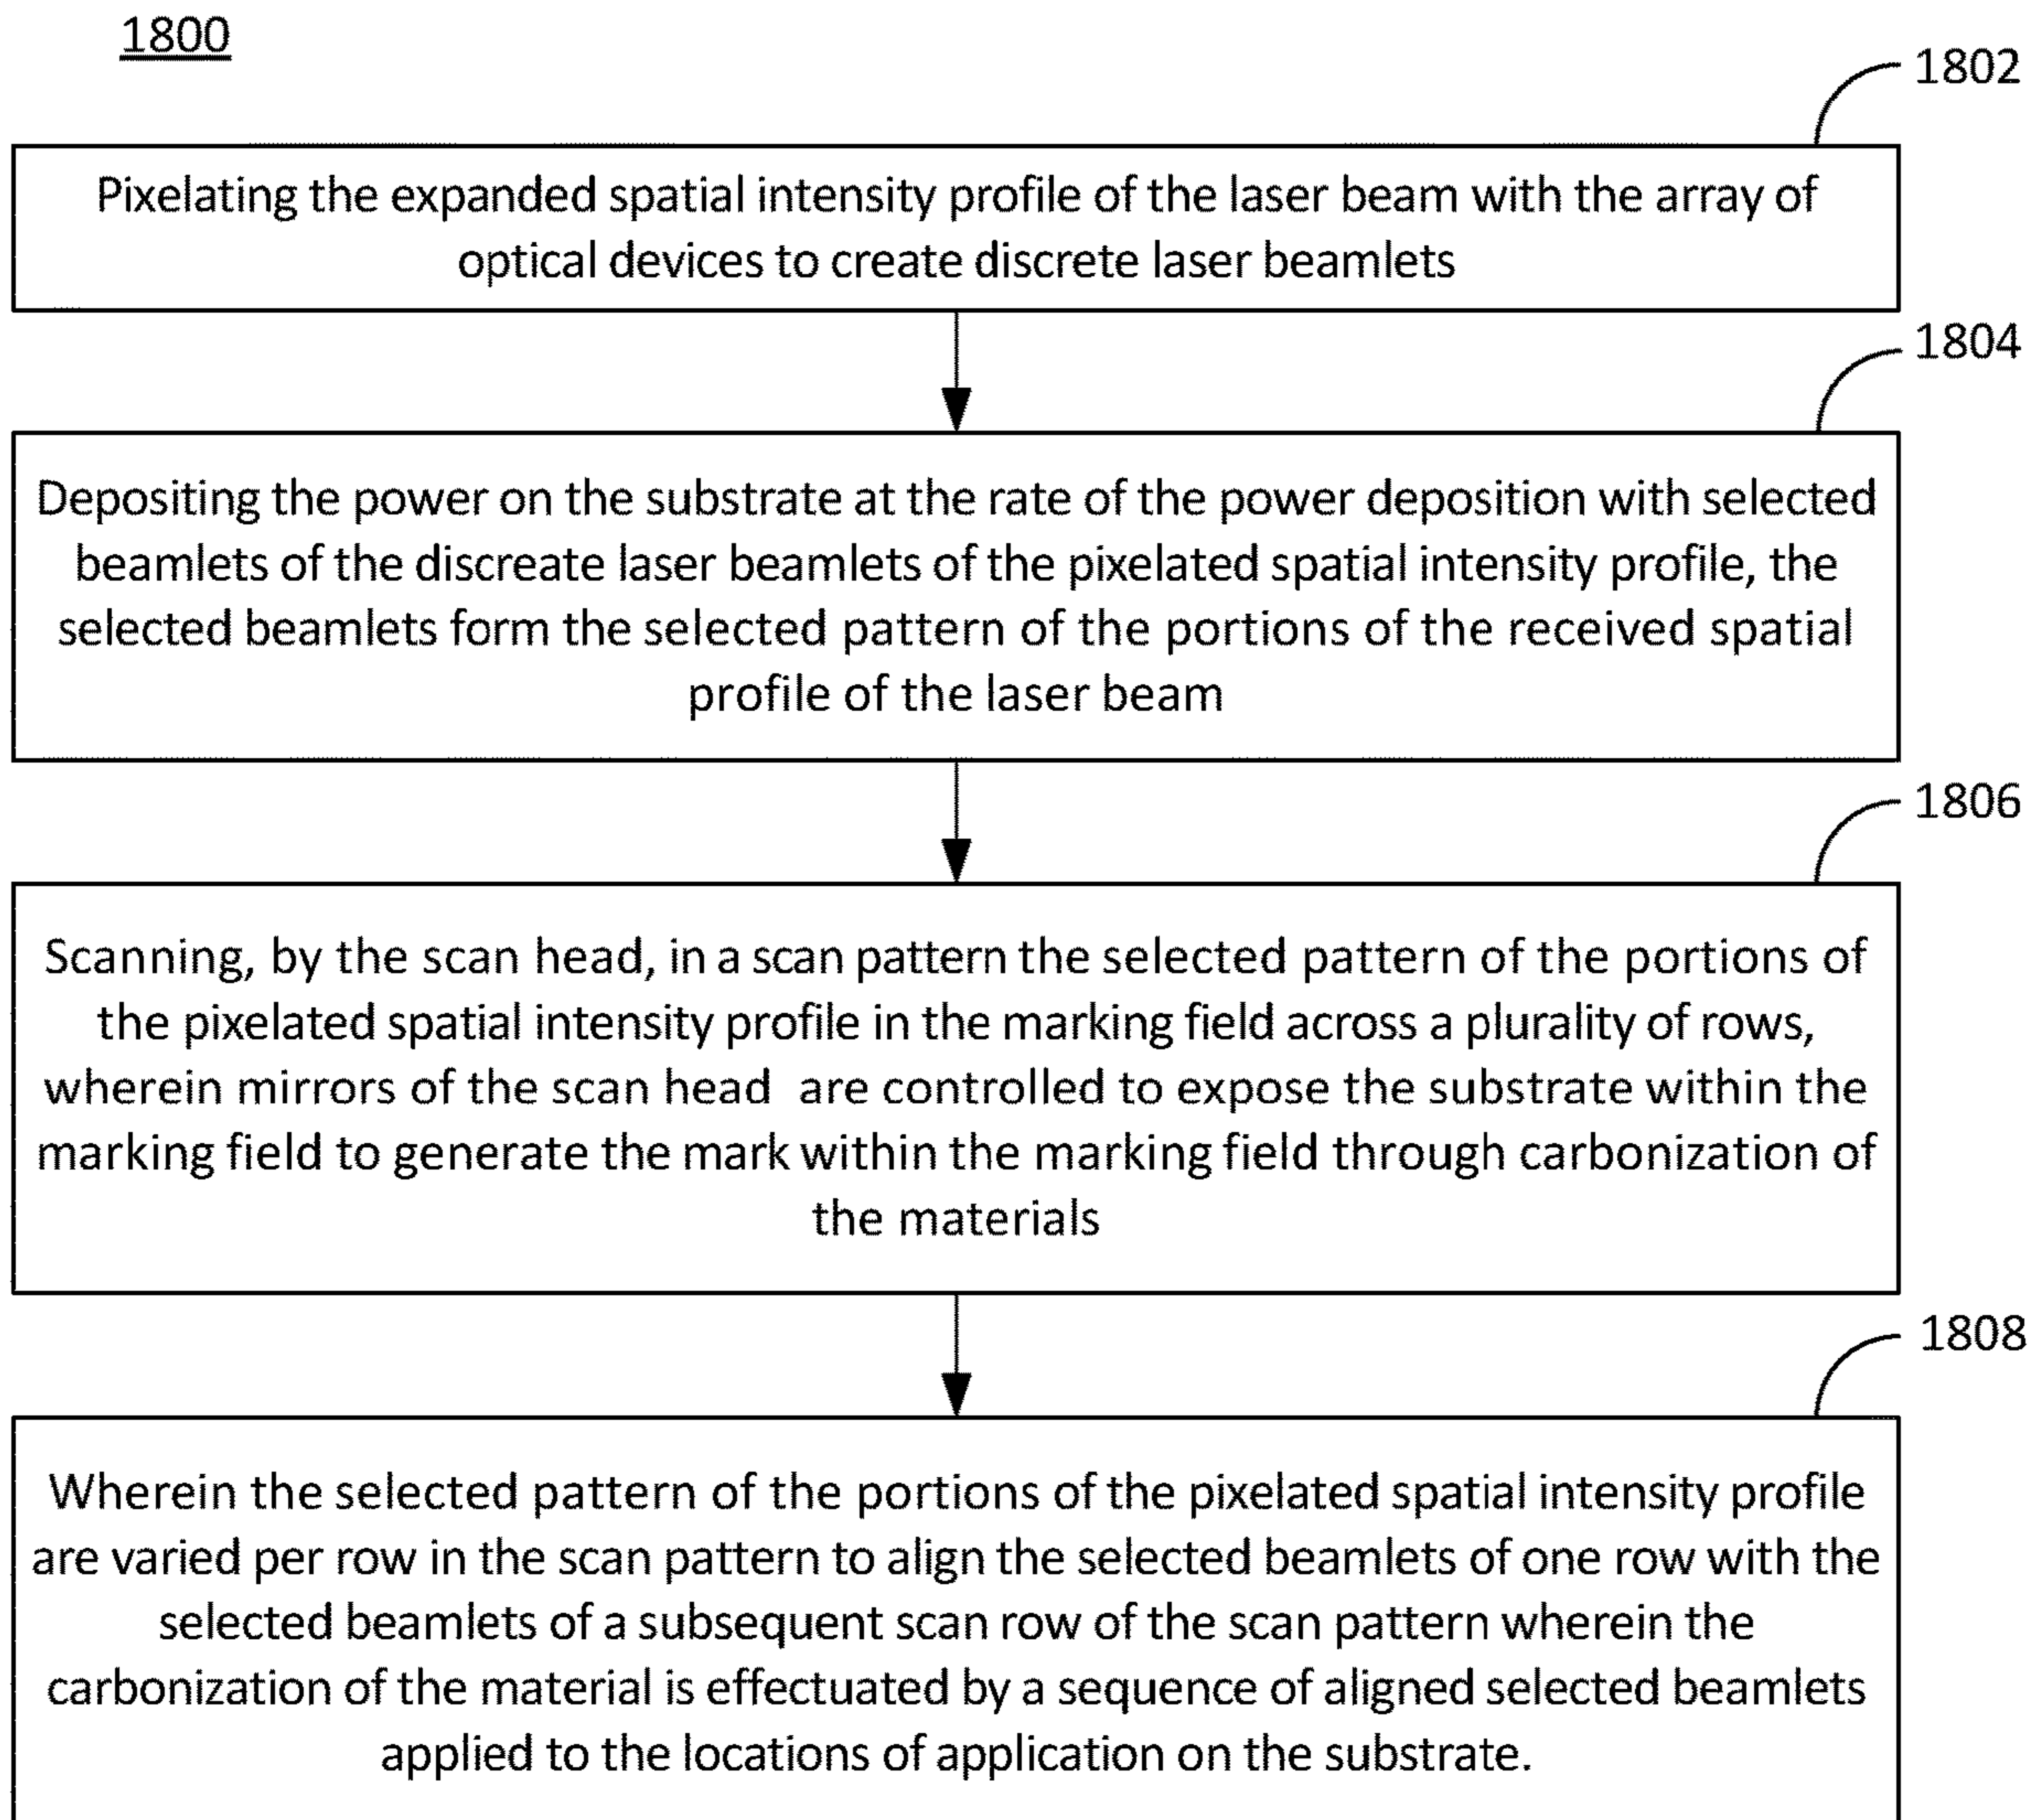 1800
1802
Pixelating the expanded spatial intensity profile of the laser beam with the array of
optical devices to create discrete laser beamlets
1804
Depositing the power on the substrate at the rate of the power deposition with selected
beamlets of the discreate laser beamlets of the pixelated spatial intensity profile, the
selected beamlets form the selected pattern of the portions of the received spatial
profile of the laser beam
1806
Scanning, by the scan head, in a scan pattern the selected pattern of the portions of
the pixelated spatial intensity profile in the marking field across a plurality of rows,
wherein mirrors of the scan head are controlled to expose the substrate within the
marking field to generate the mark within the marking field through carbonization of
the materials
1808
Wherein the selected pattern of the portions of the pixelated spatial intensity profile
are varied per row in the scan pattern to align the selected beamlets of one row with the
selected beamlets of a subsequent scan row of the scan pattern wherein the
carbonization of the material is effectuated by a sequence of aligned selected beamlets
applied to the locations of application on the substrate.